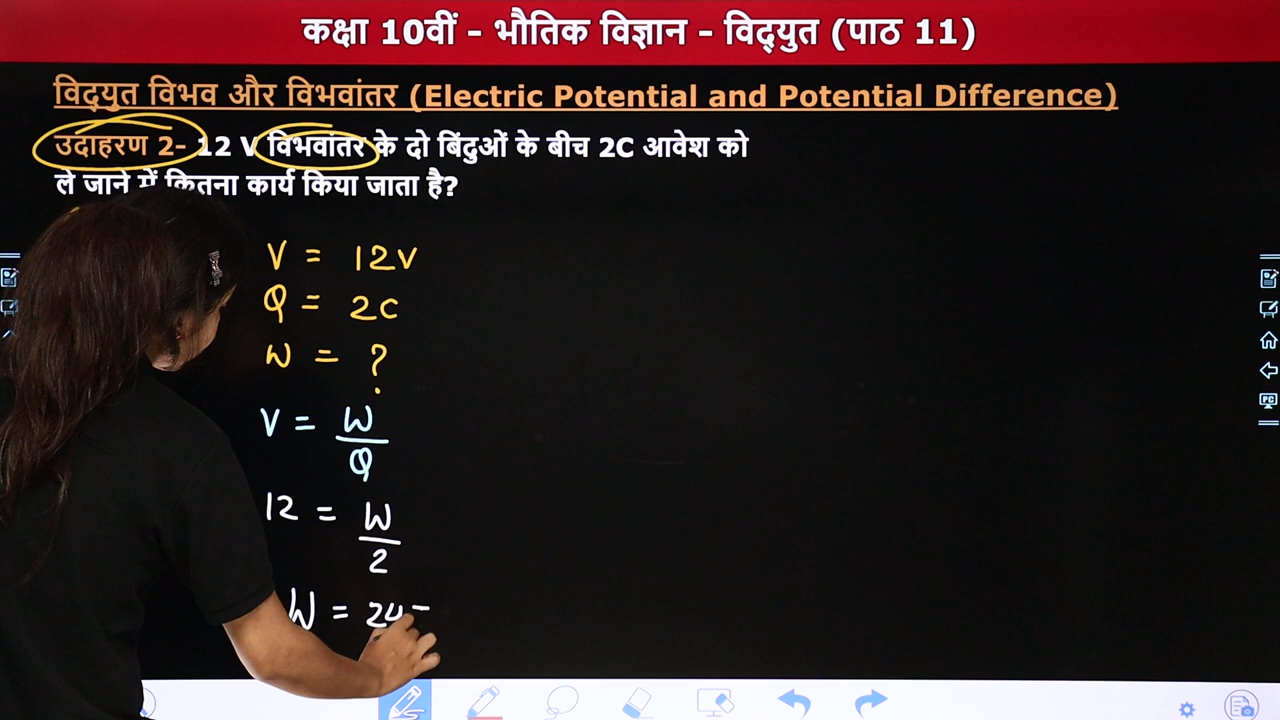 कक्षा 10वीं - भौतिक विज्ञान - विद्युत (पाठ 11)
विद्युत विभव और विभवांतर (Electric Potential and Potential Difference)
उदाहरण 2- 12 V विभवांतर के दो बिंदुओं के बीच 2C आवेश को
ले जाने में कितना कार्य किया जाता है?
V = 12V
Q = 2C
W = ?
V = W/Q
12 = W/2
W = 24